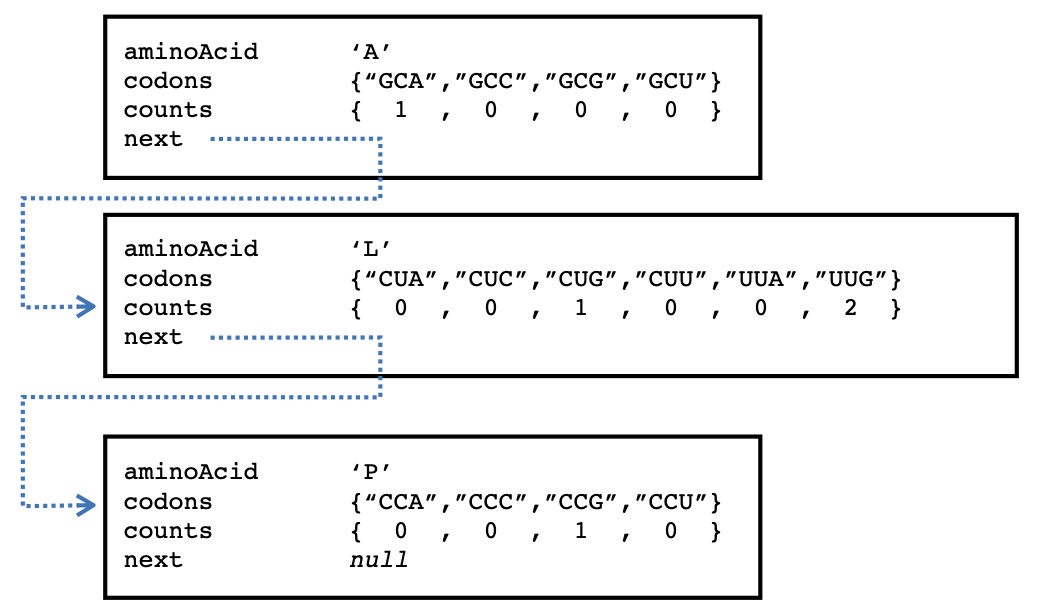 aminoAcid ‘A’
codons {“GCA”,”GCC”,”GCG”,”GCU”}
counts { 1 , 0 , 0 , 0 }
next
aminoAcid ‘L’
codons {“CUA”,”CUC”,”CUG”,”CUU”,”UUA”,”UUG”}
counts { 0 , 0 , 1 , 0 , 0 , 2 }
next
aminoAcid ‘P’
codons {“CCA”,”CCC”,”CCG”,”CCU”}
counts { 0 , 0 , 1 , 0 }
next null